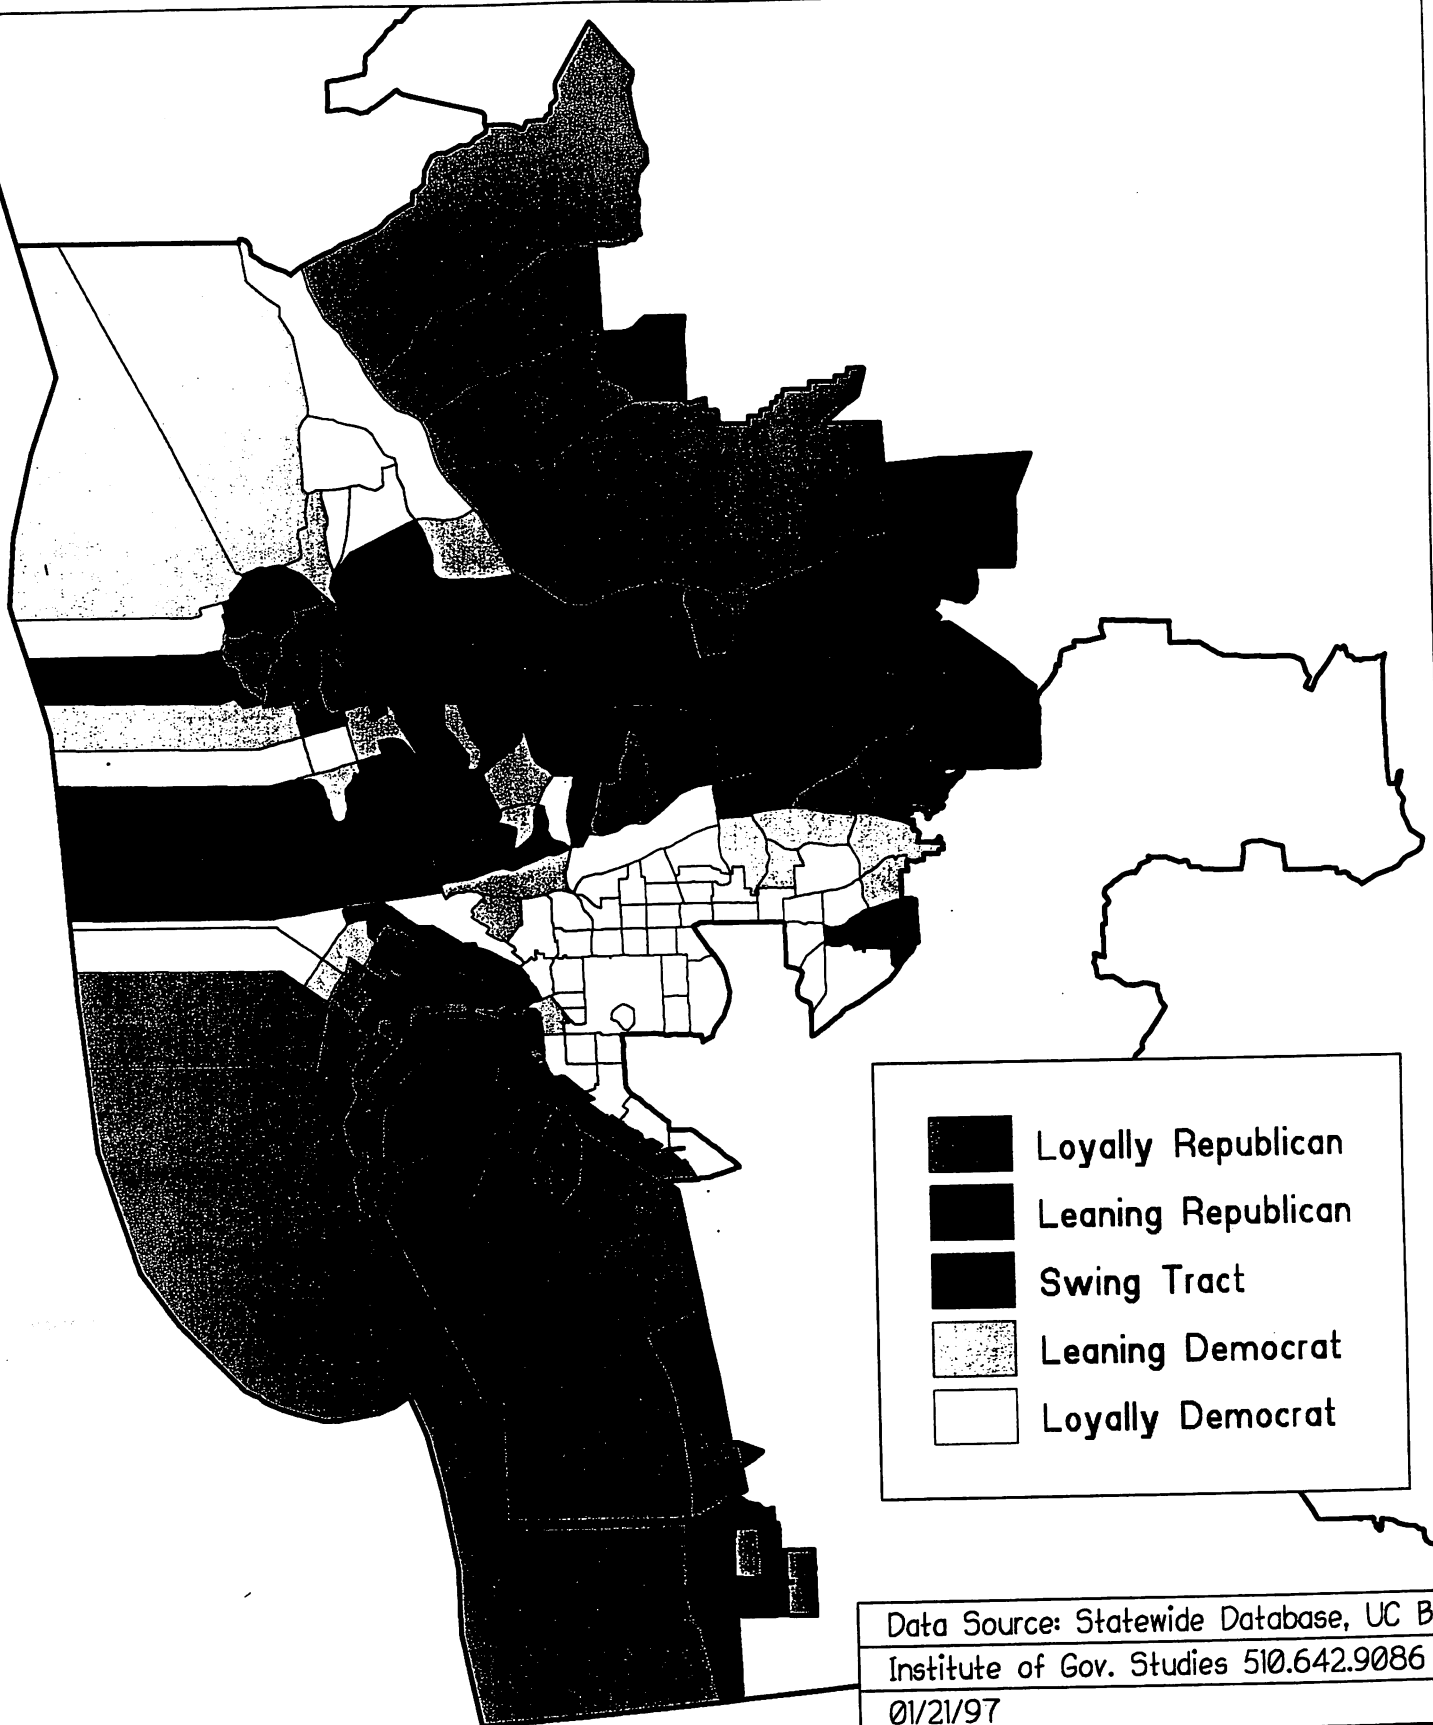 Loyally Republican
Leaning Republican
Swing Tract
Leaning Democrat
Loyally Democrat
Data Source: Statewide Database, UC B
Institute of Gov. Studies 510.642.9086
01/21/97